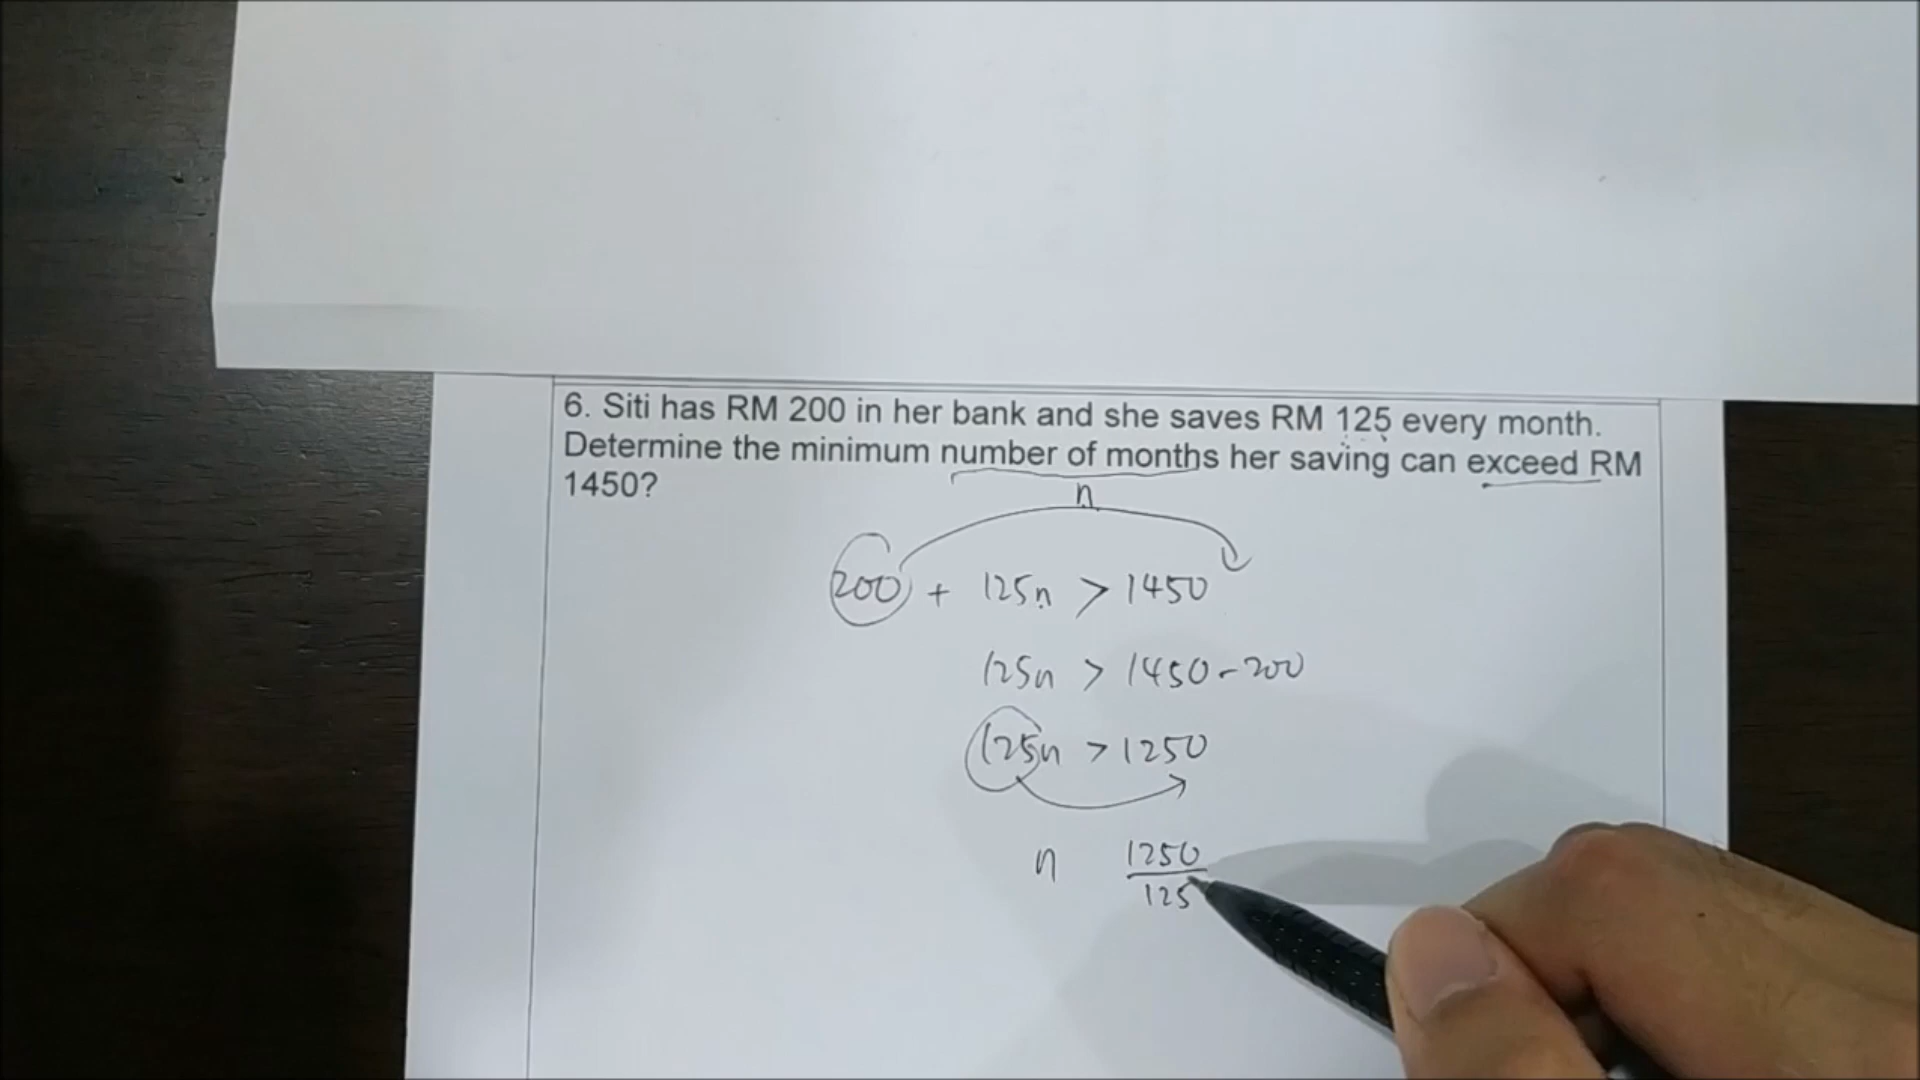 6. Siti has RM 200 in her bank and she saves RM 125 every month.
Determine the minimum number of months her saving can exceed RM
1450?
n
200 + 125n > 1450
125n > 1450-200
125n > 1250
n 1250
125